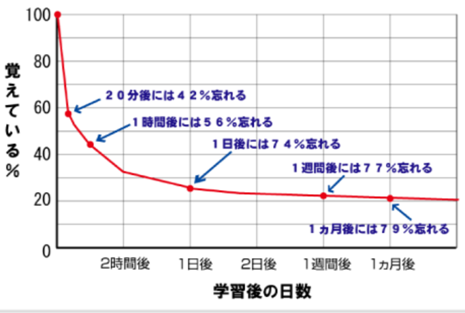 100
80
60
40
20
0
覚えている%
20分後には42%忘れる
1時間後には56%忘れる
1日後には74%忘れる
1週間後には77%忘れる
1ヵ月後には79%忘れる
2時間後 1日後 2日後 1週間後 1ヵ月後
学習後の日数